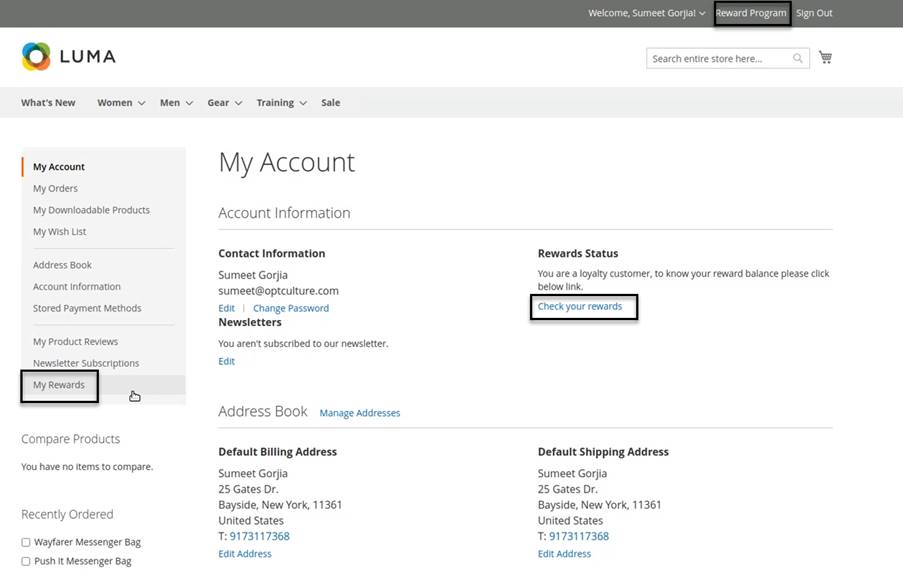 Welcome, Sumeet Gorjia! Reward Program Sign Out
LUMA
Search entire store here...
What's New Women Men Gear Training Sale
My Account
My Orders
My Downloadable Products
My Wish List
Address Book
Account Information
Stored Payment Methods
My Product Reviews
Newsletter Subscriptions
My Rewards
Compare Products
You have no items to compare.
Recently Ordered
Wayfarer Messenger Bag
Push It Messenger Bag
My Account
Account Information
Contact Information
Sumeet Gorjia
sumeet@optculture.com
Edit | Change Password
Newsletters
You aren't subscribed to our newsletter.
Edit
Rewards Status
You are a loyalty customer, to know your reward balance please click
below link.
Check your rewards
Address Book Manage Addresses
Default Billing Address
Sumeet Gorjia
25 Gates Dr.
Bayside, New York, 11361
United States
T: 9173117368
Edit Address
Default Shipping Address
Sumeet Gorjia
25 Gates Dr.
Bayside, New York, 11361
United States
T: 9173117368
Edit Address